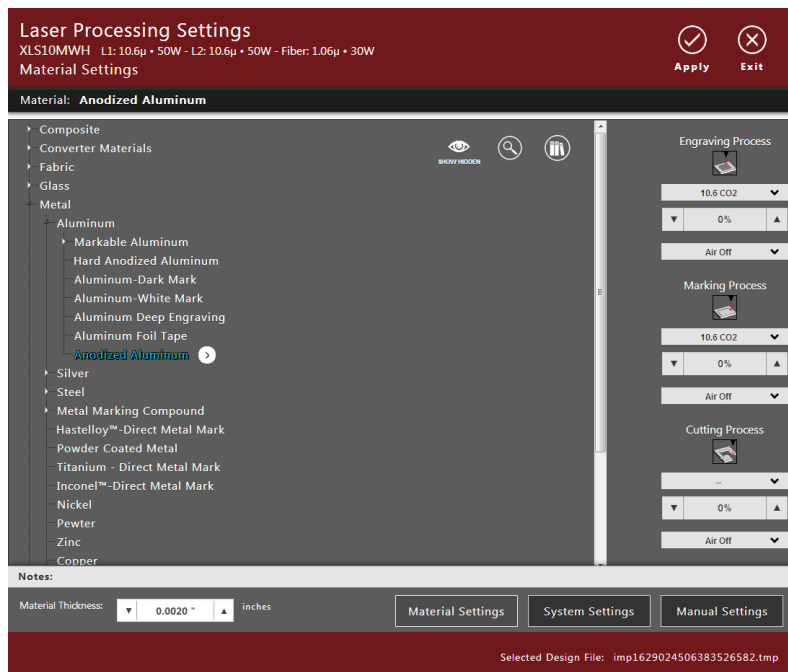 Laser Processing Settings
XLS10MWH L1: 10.6μ • 50W - L2: 10.6μ • 50W - Fiber: 1.06μ • 30W
Material Settings
Apply
Exit
Material: Anodized Aluminum
Composite
Converter Materials
Fabric
Glass
Metal
Aluminum
Markable Aluminum
Hard Anodized Aluminum
Aluminum-Dark Mark
Aluminum-White Mark
Aluminum Deep Engraving
Aluminum Foil Tape
Anodized Aluminum
Silver
Steel
Metal Marking Compound
Hastelloy™-Direct Metal Mark
Powder Coated Metal
Titanium - Direct Metal Mark
Inconel™-Direct Metal Mark
Nickel
Pewter
Zinc
Copper
SHOW HIDDEN
Engraving Process
10.6 CO2
0%
Air Off
Marking Process
10.6 CO2
0%
Air Off
Cutting Process
--
0%
Air Off
Notes:
Material Thickness: 0.0020 " inches
Material Settings
System Settings
Manual Settings
Selected Design File: imp1629024506383526582.tmp